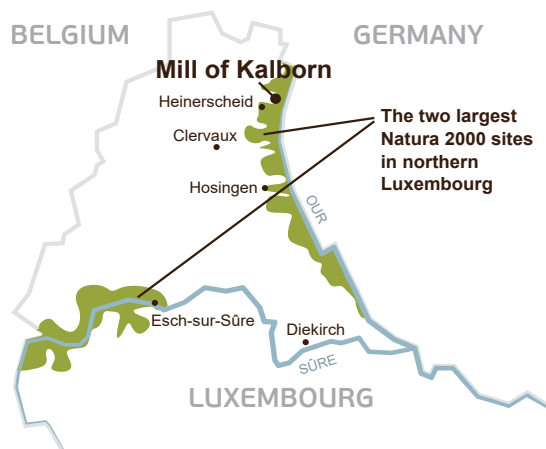 BELGIUM
GERMANY
Mill of Kalborn
Heinerscheid
The two largest
Natura 2000 sites
in northern
Luxembourg
Clervaux
Hosingen
OUR
Esch-sur-Sûre
Diekirch
SÛRE
LUXEMBOURG